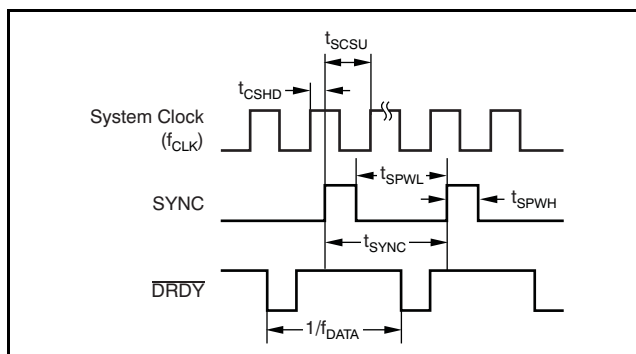 tSCSU
tCSHD
System Clock
(fCLK)
tSPWL
SYNC
tSPWH
tSYNC
DRDY
1/fDATA